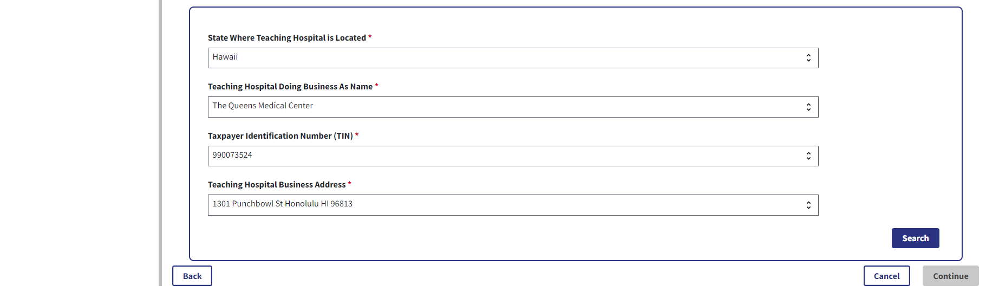 State Where Teaching Hospital is Located *
Hawaii
Teaching Hospital Doing Business As Name *
The Queens Medical Center
Taxpayer Identification Number (TIN) *
990073524
Teaching Hospital Business Address *
1301 Punchbowl St Honolulu HI 96813
Search
Back
Cancel
Continue